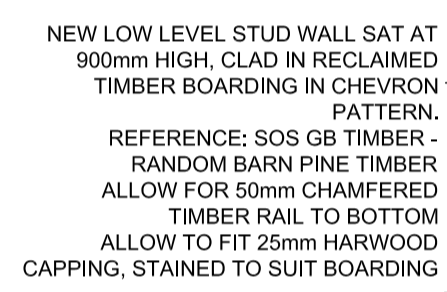 NEW LOW LEVEL STUD WALL SAT AT
900mm HIGH, CLAD IN RECLAIMED
TIMBER BOARDING IN CHEVRON
PATTERN.
REFERENCE: SOS GB TIMBER -
RANDOM BARN PINE TIMBER
ALLOW FOR 50mm CHAMFERED
TIMBER RAIL TO BOTTOM
ALLOW TO FIT 25mm HARWOOD
CAPPING, STAINED TO SUIT BOARDING